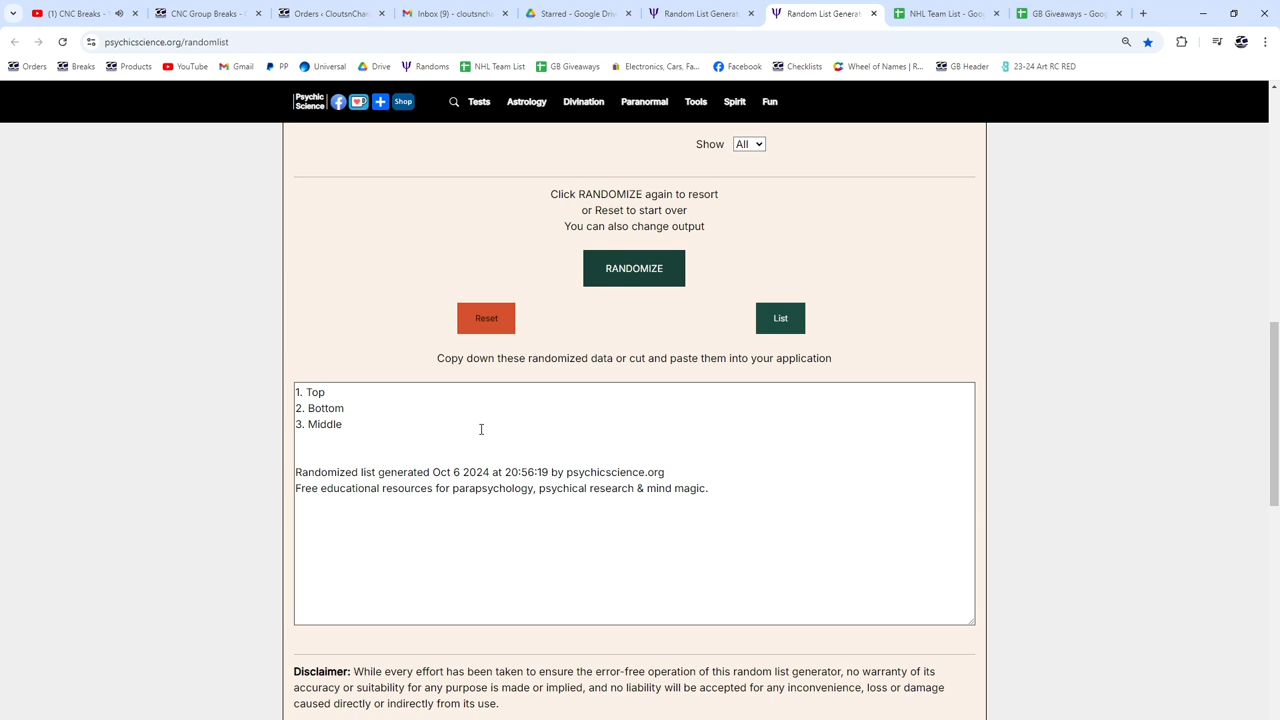 (1) CNC Breaks -
CNC Group Breaks -
Orders < CloutsnChan
Inbox (9) - cloutsnch
Starred - Google Driv
Random List Generat
Random List Generat
NHL Team List - Goog
GB Giveaways - Goog
psychicscience.org/randomlist
Orders
Breaks
Products
YouTube
Gmail
PP
Universal
Drive
Randoms
NHL Team List
GB Giveaways
Electronics, Cars, Fa...
Facebook
Checklists
Wheel of Names | R...
GB Header
23-24 Art RC RED
Psychic
Science
Shop
Tests
Astrology
Divination
Paranormal
Tools
Spirit
Fun
Show All
Click RANDOMIZE again to resort
or Reset to start over
You can also change output
RANDOMIZE
Reset
List
Copy down these randomized data or cut and paste them into your application
1. Top
2. Bottom
3. Middle
Randomized list generated Oct 6 2024 at 20:56:19 by psychicscience.org
Free educational resources for parapsychology, psychical research & mind magic.
Disclaimer: While every effort has been taken to ensure the error-free operation of this random list generator, no warranty of its
accuracy or suitability for any purpose is made or implied, and no liability will be accepted for any inconvenience, loss or damage
caused directly or indirectly from its use.